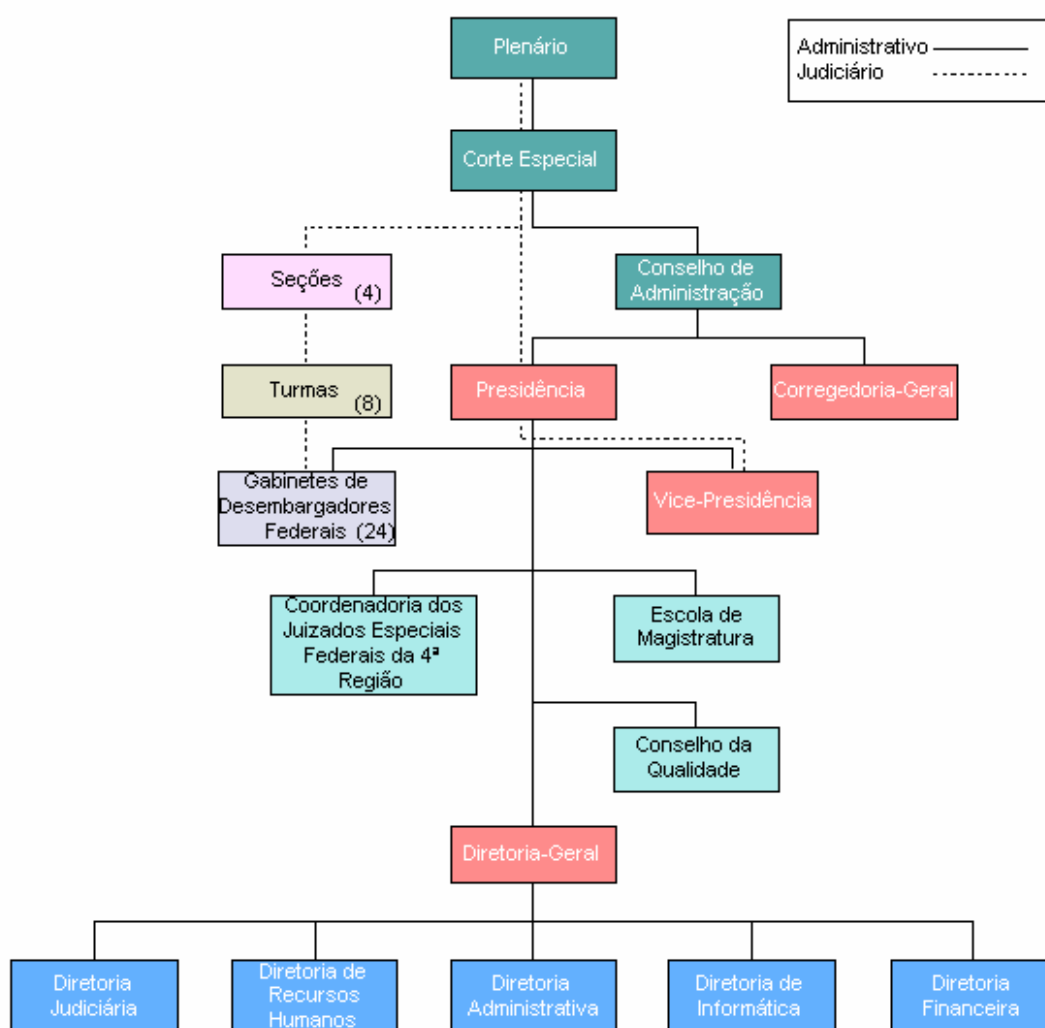 Plenário
Administrativo
Judiciário
Corte Especial
Seções
(4)
Conselho de
Administração
Turmas
(8)
Presidência
Corregedoria-Geral
Gabinetes de
Desembargadores
Federais (24)
Vice-Presidência
Coordenadoria dos
Juizados Especiais
Federais da 4ª
Região
Escola de
Magistratura
Conselho da
Qualidade
Diretoria-Geral
Diretoria
Judiciária
Diretoria de
Recursos
Humanos
Diretoria
Administrativa
Diretoria de
Informática
Diretoria
Financeira